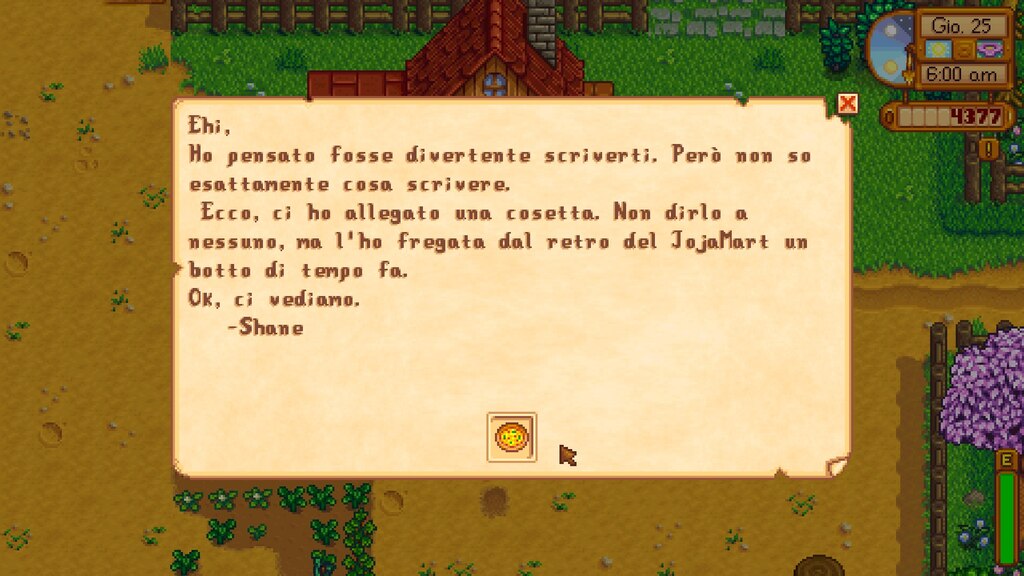 Gio. 25
6:00 am
4377
Ehi,
Ho pensato fosse divertente scriverti. Però non so
esattamente cosa scrivere.
Ecco, ci ho allegato una cosetta. Non dirlo a
nessuno, ma l'ho fregata dal retro del JojaMart un
botto di tempo fa.
Ok, ci vediamo.
-Shane
E